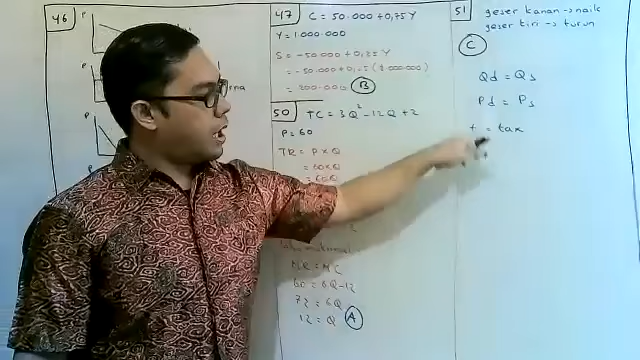 46
P
P
47
C = 50.000 + 0,75Y
Y = 1.000.000
S = -50.000 + 0,25 Y
= -50.000 + 0,25 (1.000.000)
= 200.000
B
50
TC = 3Q² - 12Q + 2
P = 60
TR = P x Q
= 60 x Q
= 60Q
MR = MC
60 = 6Q - 12
72 = 6Q
12 = Q
A
51
geser kanan -> naik
geser kiri -> turun
C
Qd = Qs
Pd = Ps
t = tax